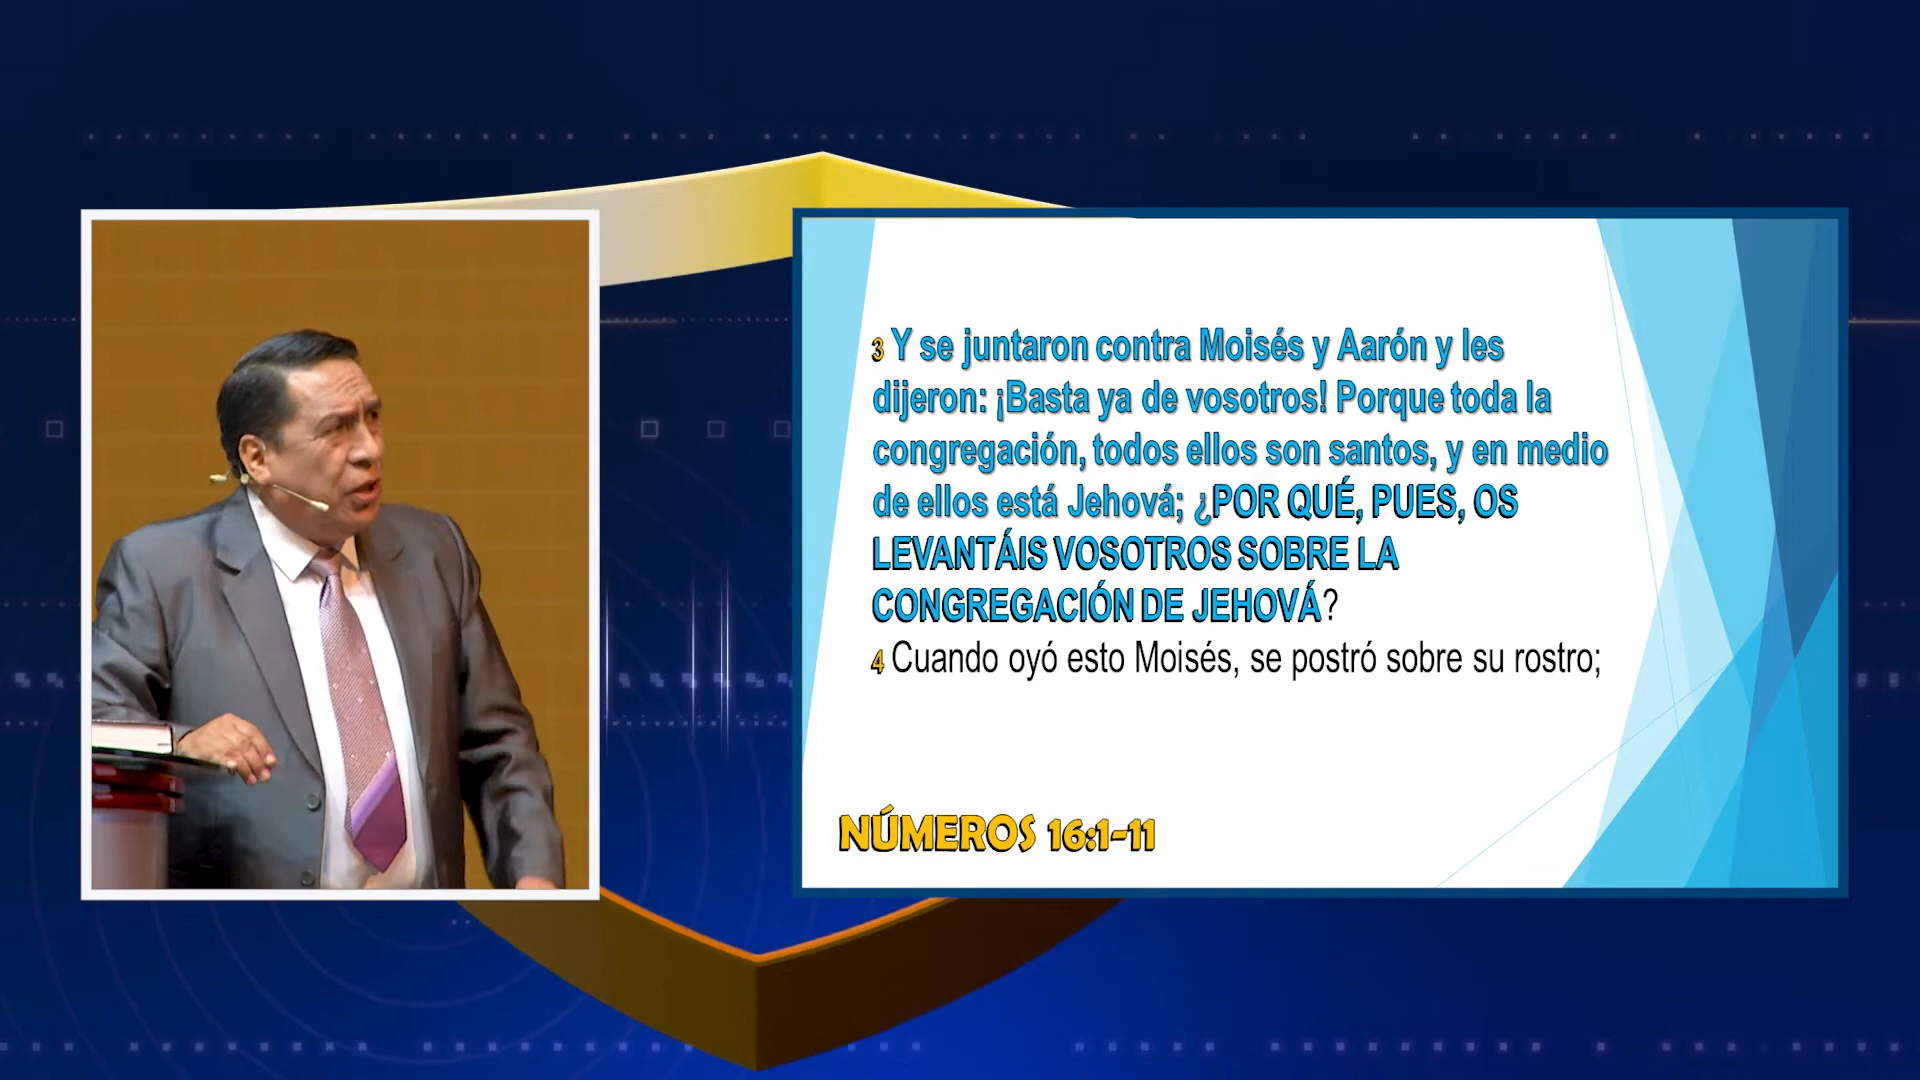 3 Y se juntaron contra Moisés y Aarón y les
dijeron: ¡Basta ya de vosotros! Porque toda la
congregación, todos ellos son santos, y en medio
de ellos está Jehová; ¿POR QUÉ, PUES, OS
LEVANTÁIS VOSOTROS SOBRE LA
CONGREGACIÓN DE JEHOVÁ?
4 Cuando oyó esto Moisés, se postró sobre su rostro;
NÚMEROS 16:1-11